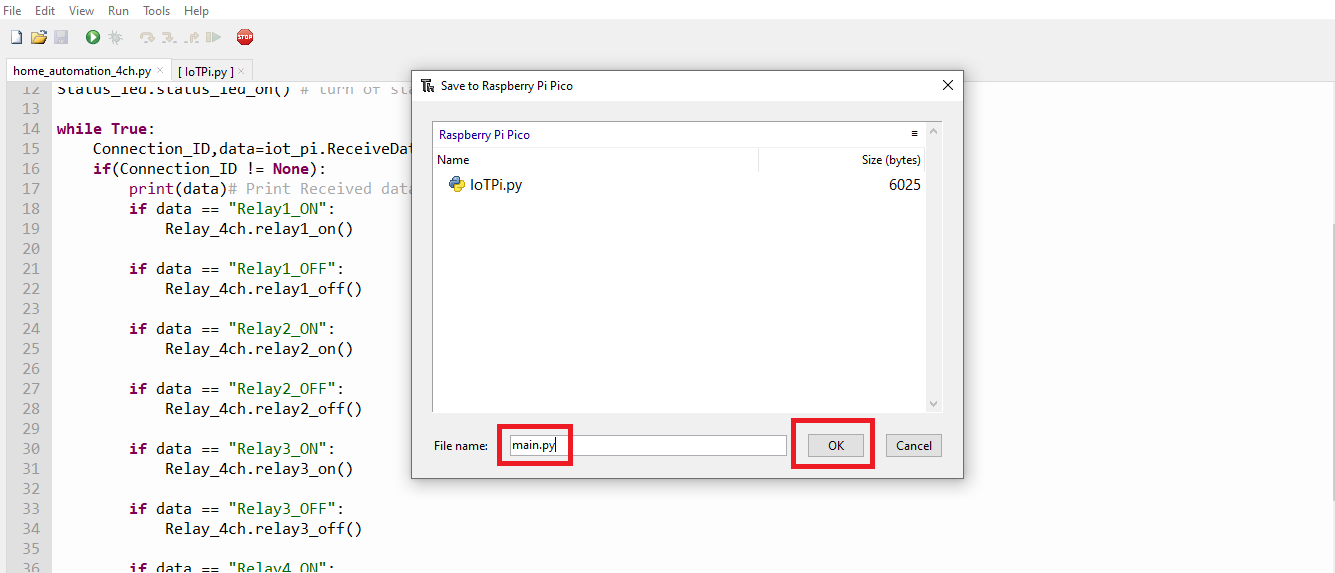 File Edit View Run Tools Help
STOP
home_automation_4ch.py × [ IoTPi.py ] ×
12 Status_led.status_led_on() # turn of sta
13
14 while True:
15 Connection_ID,data=iot_pi.ReceiveDat
16 if(Connection_ID != None):
17 print(data)# Print Received data
18 if data == "Relay1_ON":
19 Relay_4ch.relay1_on()
20
21 if data == "Relay1_OFF":
22 Relay_4ch.relay1_off()
23
24 if data == "Relay2_ON":
25 Relay_4ch.relay2_on()
26
27 if data == "Relay2_OFF":
28 Relay_4ch.relay2_off()
29
30 if data == "Relay3_ON":
31 Relay_4ch.relay3_on()
32
33 if data == "Relay3_OFF":
34 Relay_4ch.relay3_off()
35
36 if data == "Relay4_ON":
Save to Raspberry Pi Pico
Raspberry Pi Pico
Name Size (bytes)
IoTPi.py 6025
File name: main.py OK Cancel